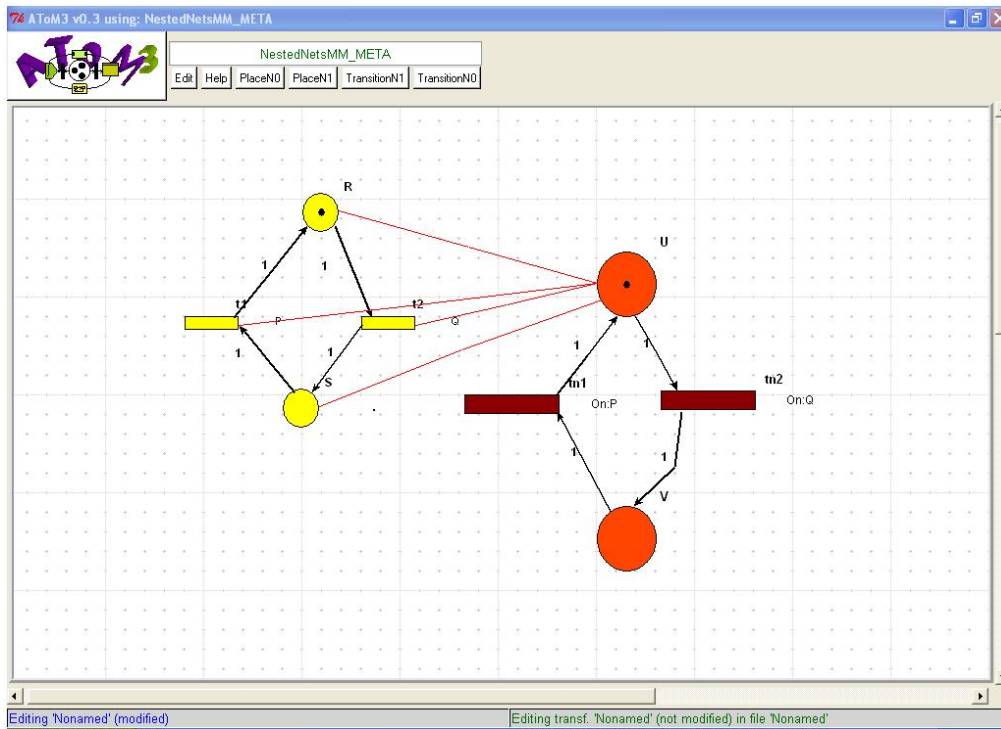 AToM3 v0.3 using: NestedNetsMM_META
AToM3
NestedNetsMM_META
Edit Help PlaceN0 PlaceN1 TransitionN1 TransitionN0
R
U
1
1
t1
t2
P
Q
1
1
1
1
S
tn1
tn2
On:P
On:Q
1
1
V
Editing 'Nonamed' (modified)
Editing transf. 'Nonamed' (not modified) in file 'Nonamed'